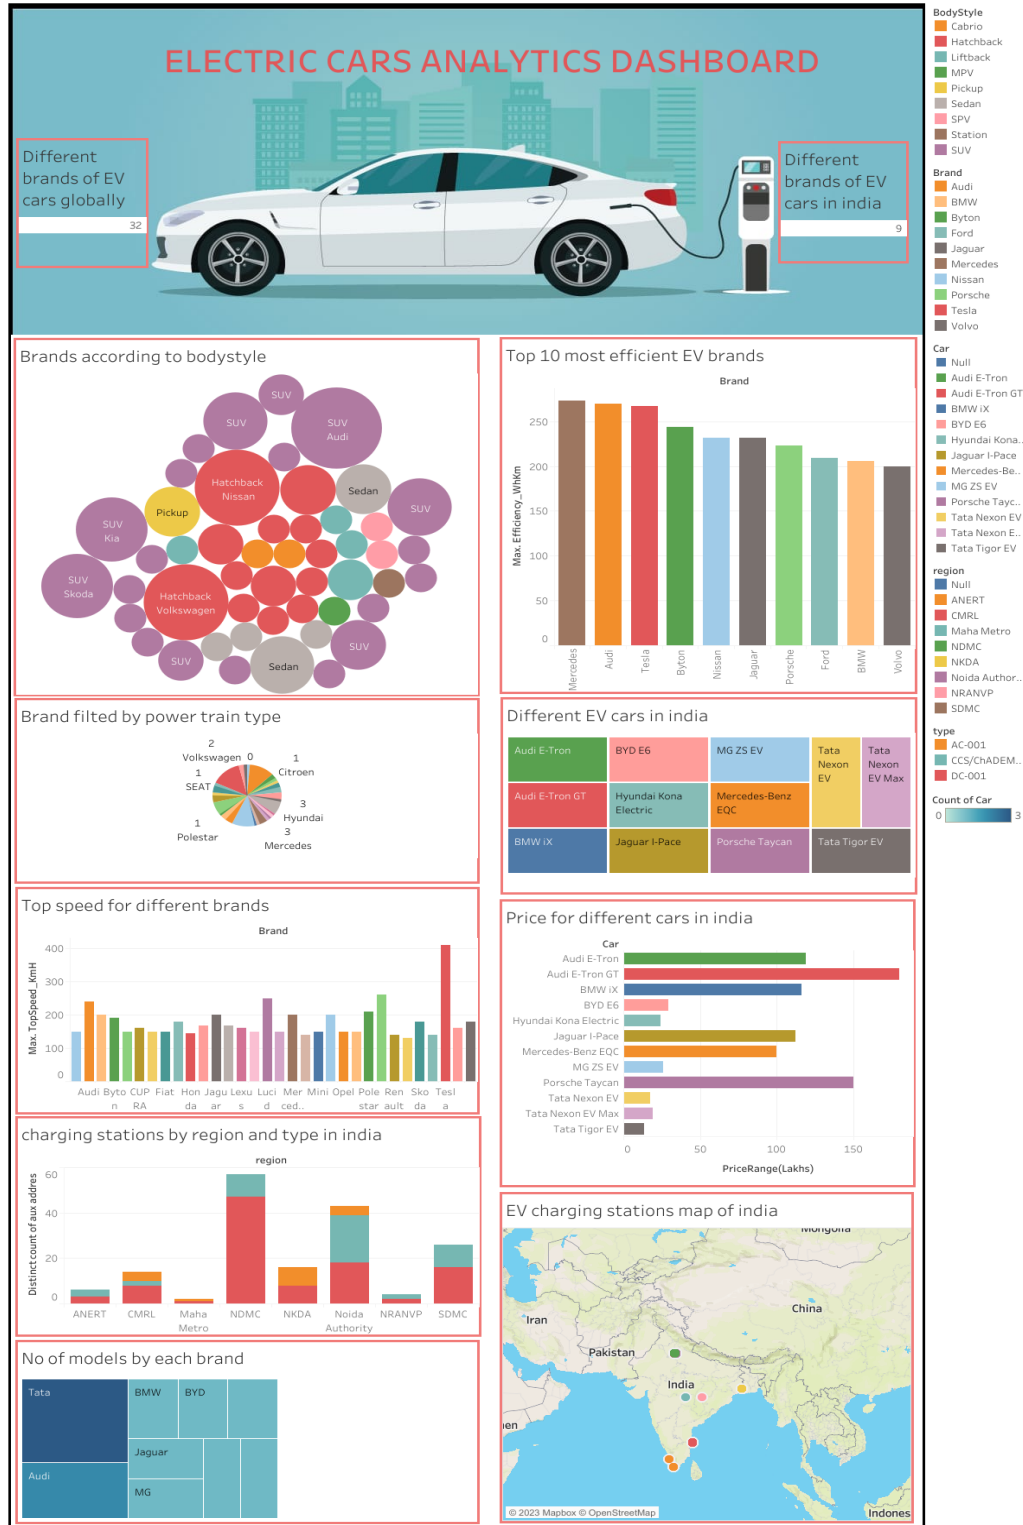 ELECTRIC CARS ANALYTICS DASHBOARD
Different
brands of EV
cars globally
32
Different
brands of EV
cars in india
9
Brands according to bodystyle
SUV
SUV
SUV
Audi
Hatchback
Nissan
Sedan
Pickup
SUV
SUV
Kia
SUV
Skoda
Hatchback
Volkswagen
SUV
SUV
Sedan
Top 10 most efficient EV brands
Brand
Max. Efficiency_WhKm
250
200
150
100
50
0
Mercedes
Audi
Tesla
Byton
Nissan
Jaguar
Porsche
Ford
BMW
Volvo
Brand filted by power train type
2
Volkswagen
0
1
Citroen
1
SEAT
3
Hyundai
1
Polestar
3
Mercedes
Different EV cars in india
Audi E-Tron
BYD E6
MG ZS EV
Tata
Nexon
EV
Tata
Nexon
EV Max
Audi E-Tron GT
Hyundai Kona
Electric
Mercedes-Benz
EQC
BMW iX
Jaguar I-Pace
Porsche Taycan
Tata Tigor EV
Top speed for different brands
Brand
Max. TopSpeed_KmH
400
300
200
100
0
Audi
Byto
n
CUP
RA
Fiat
Hon
da
Jagu
ar
Lexu
s
Luci
d
Mer
ced..
Mini
Opel
Pole
star
Ren
ault
Sko
da
Tesl
a
Price for different cars in india
Car
Audi E-Tron
Audi E-Tron GT
BMW iX
BYD E6
Hyundai Kona Electric
Jaguar I-Pace
Mercedes-Benz EQC
MG ZS EV
Porsche Taycan
Tata Nexon EV
Tata Nexon EV Max
Tata Tigor EV
0
50
100
150
PriceRange(Lakhs)
charging stations by region and type in india
region
Distinct count of aux addres
60
40
20
0
ANERT
CMRL
Maha
Metro
NDMC
NKDA
Noida
Authority
NRANVP
SDMC
EV charging stations map of india
Mongolia
China
Iran
Pakistan
India
en
Indones
© 2023 Mapbox © OpenStreetMap
No of models by each brand
Tata
BMW
BYD
Jaguar
Audi
MG
BodyStyle
Cabrio
Hatchback
Liftback
MPV
Pickup
Sedan
SPV
Station
SUV
Brand
Audi
BMW
Byton
Ford
Jaguar
Mercedes
Nissan
Porsche
Tesla
Volvo
Car
Null
Audi E-Tron
Audi E-Tron GT
BMW iX
BYD E6
Hyundai Kona..
Jaguar I-Pace
Mercedes-Be..
MG ZS EV
Porsche Tayc..
Tata Nexon EV
Tata Nexon E..
Tata Tigor EV
region
Null
ANERT
CMRL
Maha Metro
NDMC
NKDA
Noida Author..
NRANVP
SDMC
type
AC-001
CCS/ChAdEM..
DC-001
Count of Car
0
3